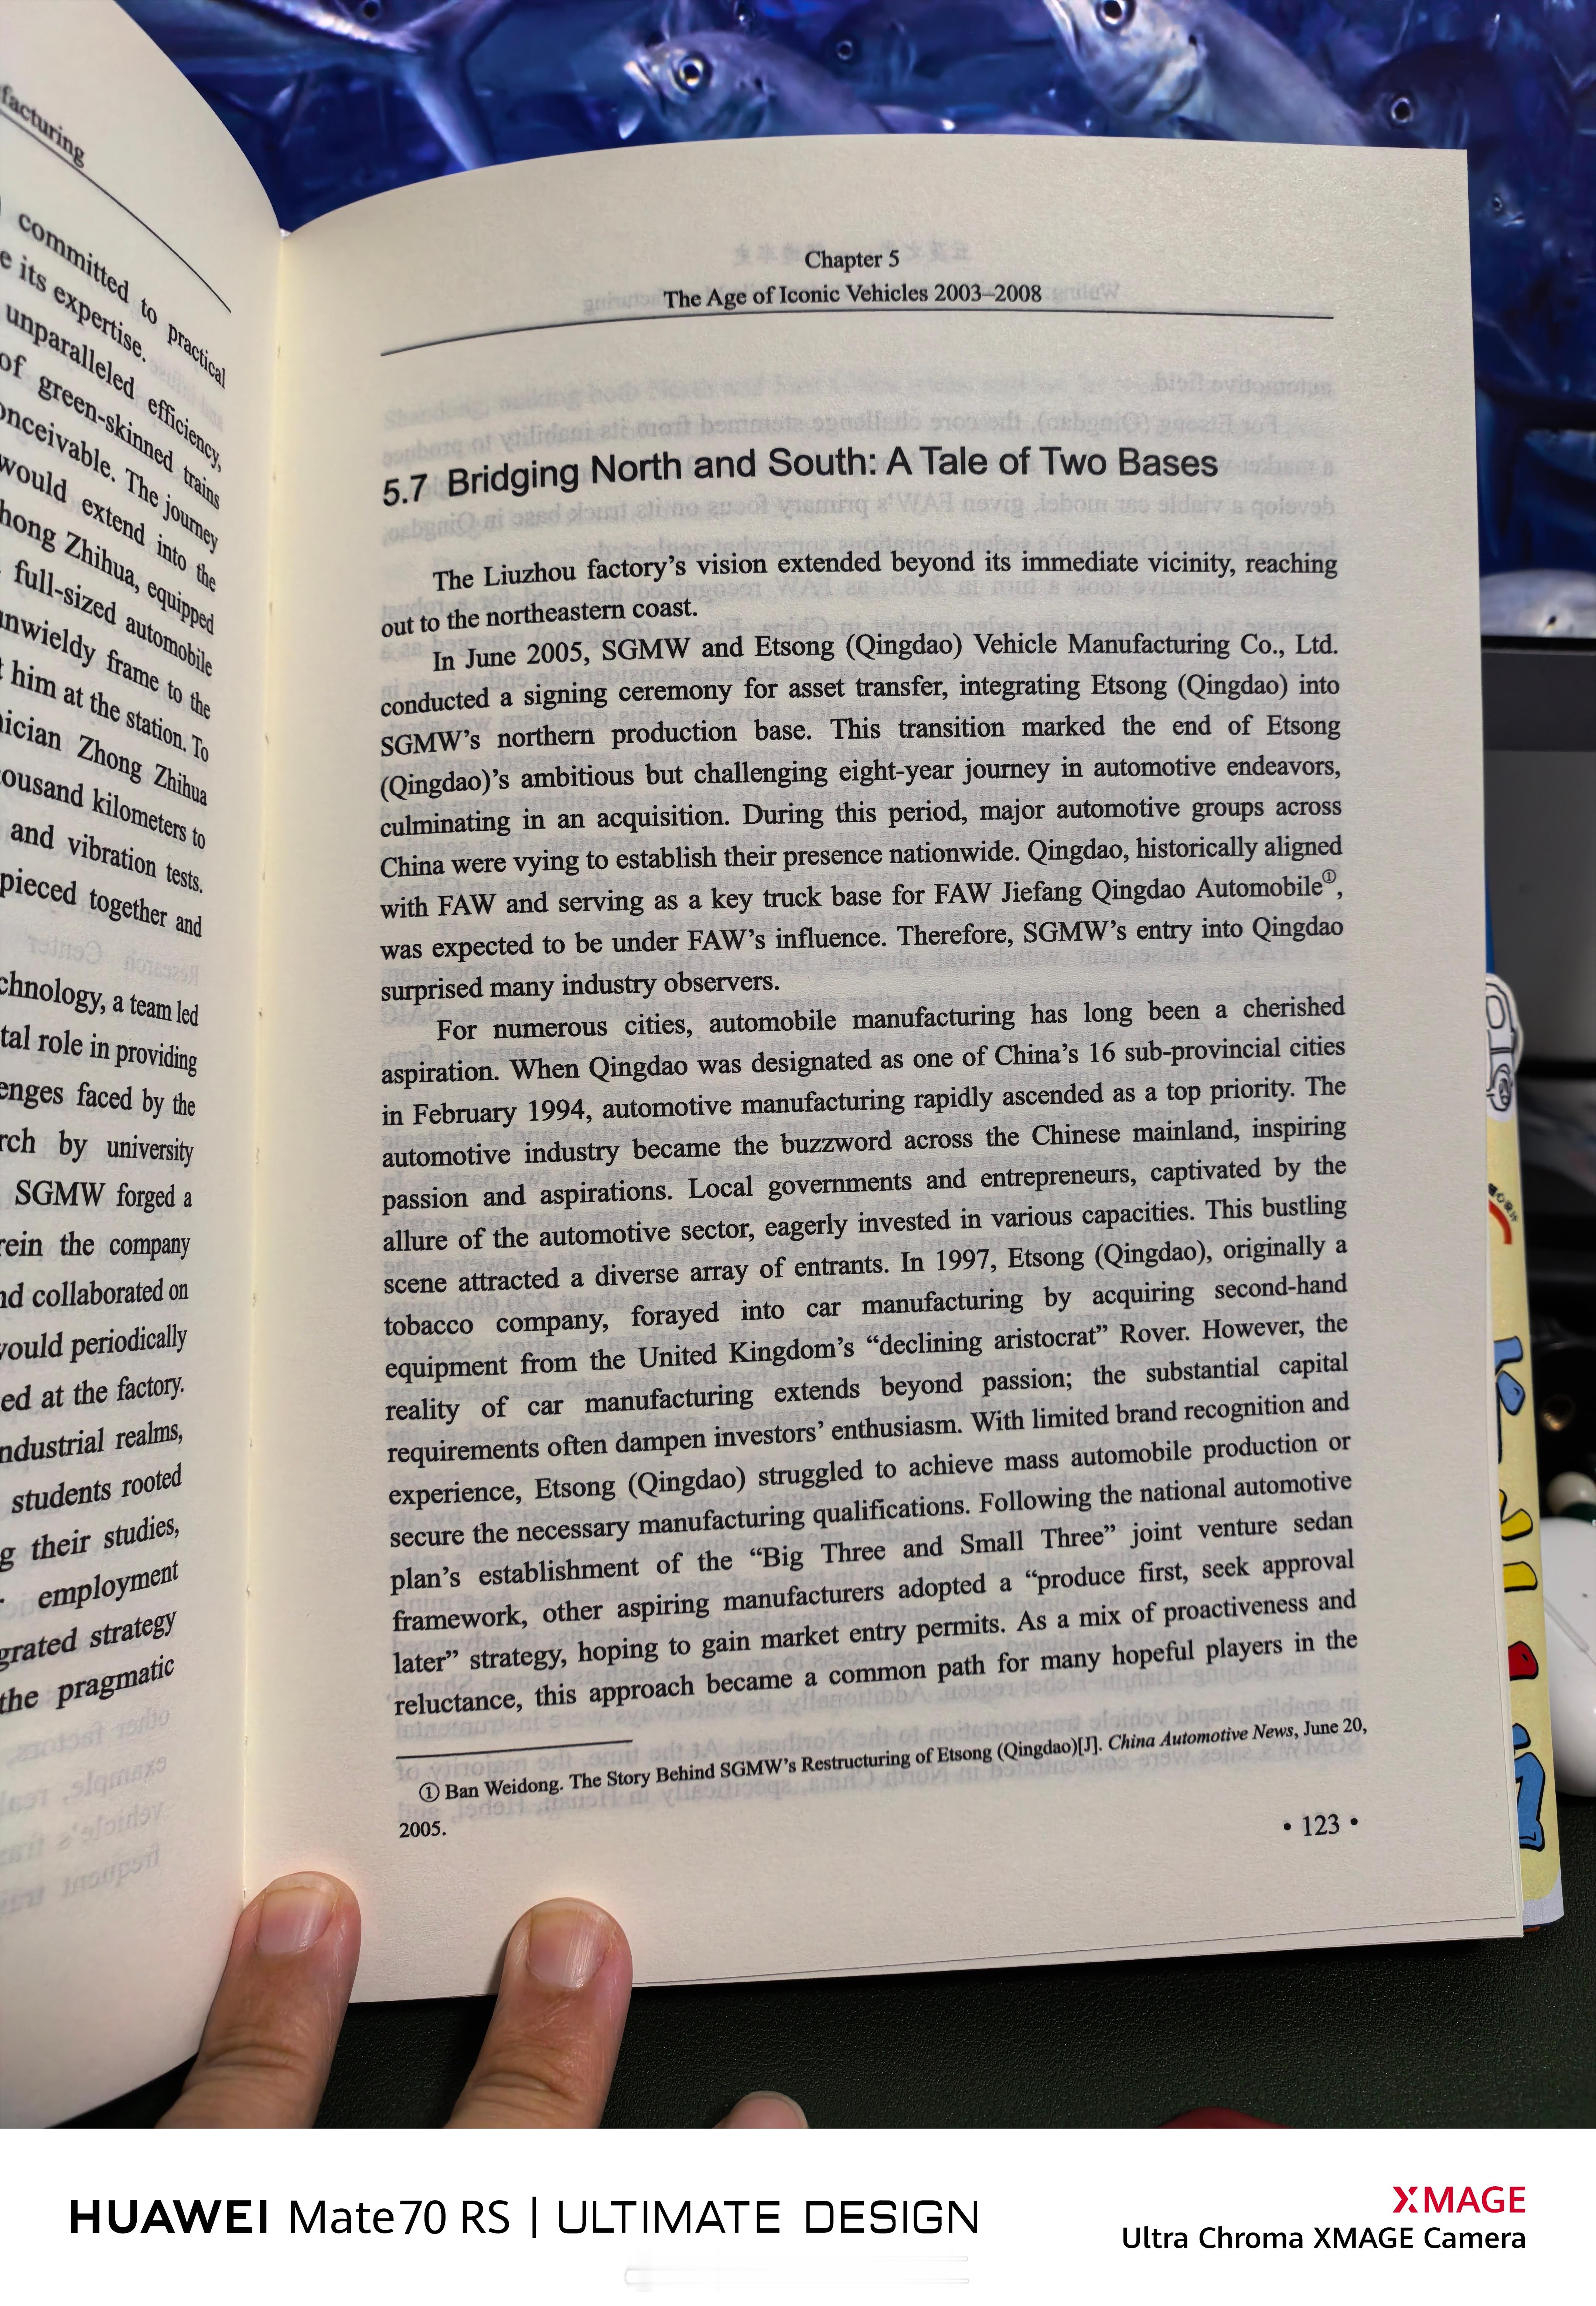 facturing
committed to practical
e its expertise.
unparalleled efficiency,
of green-skinned trains
onceivable. The journey
would extend into the
hong Zhihua, equipped
full-sized automobile
nwieldy frame to the
him at the station. To
ician Zhong Zhihua
ousand kilometers to
and vibration tests.
pieced together and
chnology, a team led
tal role in providing
enges faced by the
rch by university
SGMW forged a
rein the company
nd collaborated on
would periodically
ed at the factory.
ndustrial realms,
students rooted
g their studies,
employment
grated strategy
the pragmatic
Chapter 5
The Age of Iconic Vehicles 2003–2008
5.7 Bridging North and South: A Tale of Two Bases
The Liuzhou factory’s vision extended beyond its immediate vicinity, reaching
out to the northeastern coast.
In June 2005, SGMW and Etsong (Qingdao) Vehicle Manufacturing Co., Ltd.
conducted a signing ceremony for asset transfer, integrating Etsong (Qingdao) into
SGMW’s northern production base. This transition marked the end of Etsong
(Qingdao)’s ambitious but challenging eight-year journey in automotive endeavors,
culminating in an acquisition. During this period, major automotive groups across
China were vying to establish their presence nationwide. Qingdao, historically aligned
with FAW and serving as a key truck base for FAW Jiefang Qingdao Automobile①,
was expected to be under FAW’s influence. Therefore, SGMW’s entry into Qingdao
surprised many industry observers.
For numerous cities, automobile manufacturing has long been a cherished
aspiration. When Qingdao was designated as one of China’s 16 sub-provincial cities
in February 1994, automotive manufacturing rapidly ascended as a top priority. The
automotive industry became the buzzword across the Chinese mainland, inspiring
passion and aspirations. Local governments and entrepreneurs, captivated by the
allure of the automotive sector, eagerly invested in various capacities. This bustling
scene attracted a diverse array of entrants. In 1997, Etsong (Qingdao), originally a
tobacco company, forayed into car manufacturing by acquiring second-hand
equipment from the United Kingdom’s “declining aristocrat” Rover. However, the
reality of car manufacturing extends beyond passion; the substantial capital
requirements often dampen investors’ enthusiasm. With limited brand recognition and
experience, Etsong (Qingdao) struggled to achieve mass automobile production or
secure the necessary manufacturing qualifications. Following the national automotive
plan’s establishment of the “Big Three and Small Three” joint venture sedan
framework, other aspiring manufacturers adopted a “produce first, seek approval
later” strategy, hoping to gain market entry permits. As a mix of proactiveness and
reluctance, this approach became a common path for many hopeful players in the
① Ban Weidong. The Story Behind SGMW’s Restructuring of Etsong (Qingdao)[J]. China Automotive News, June 20,
2005.
• 123 •
HUAWEI Mate70 RS | ULTIMATE DESIGN
XMAGE
Ultra Chroma XMAGE Camera